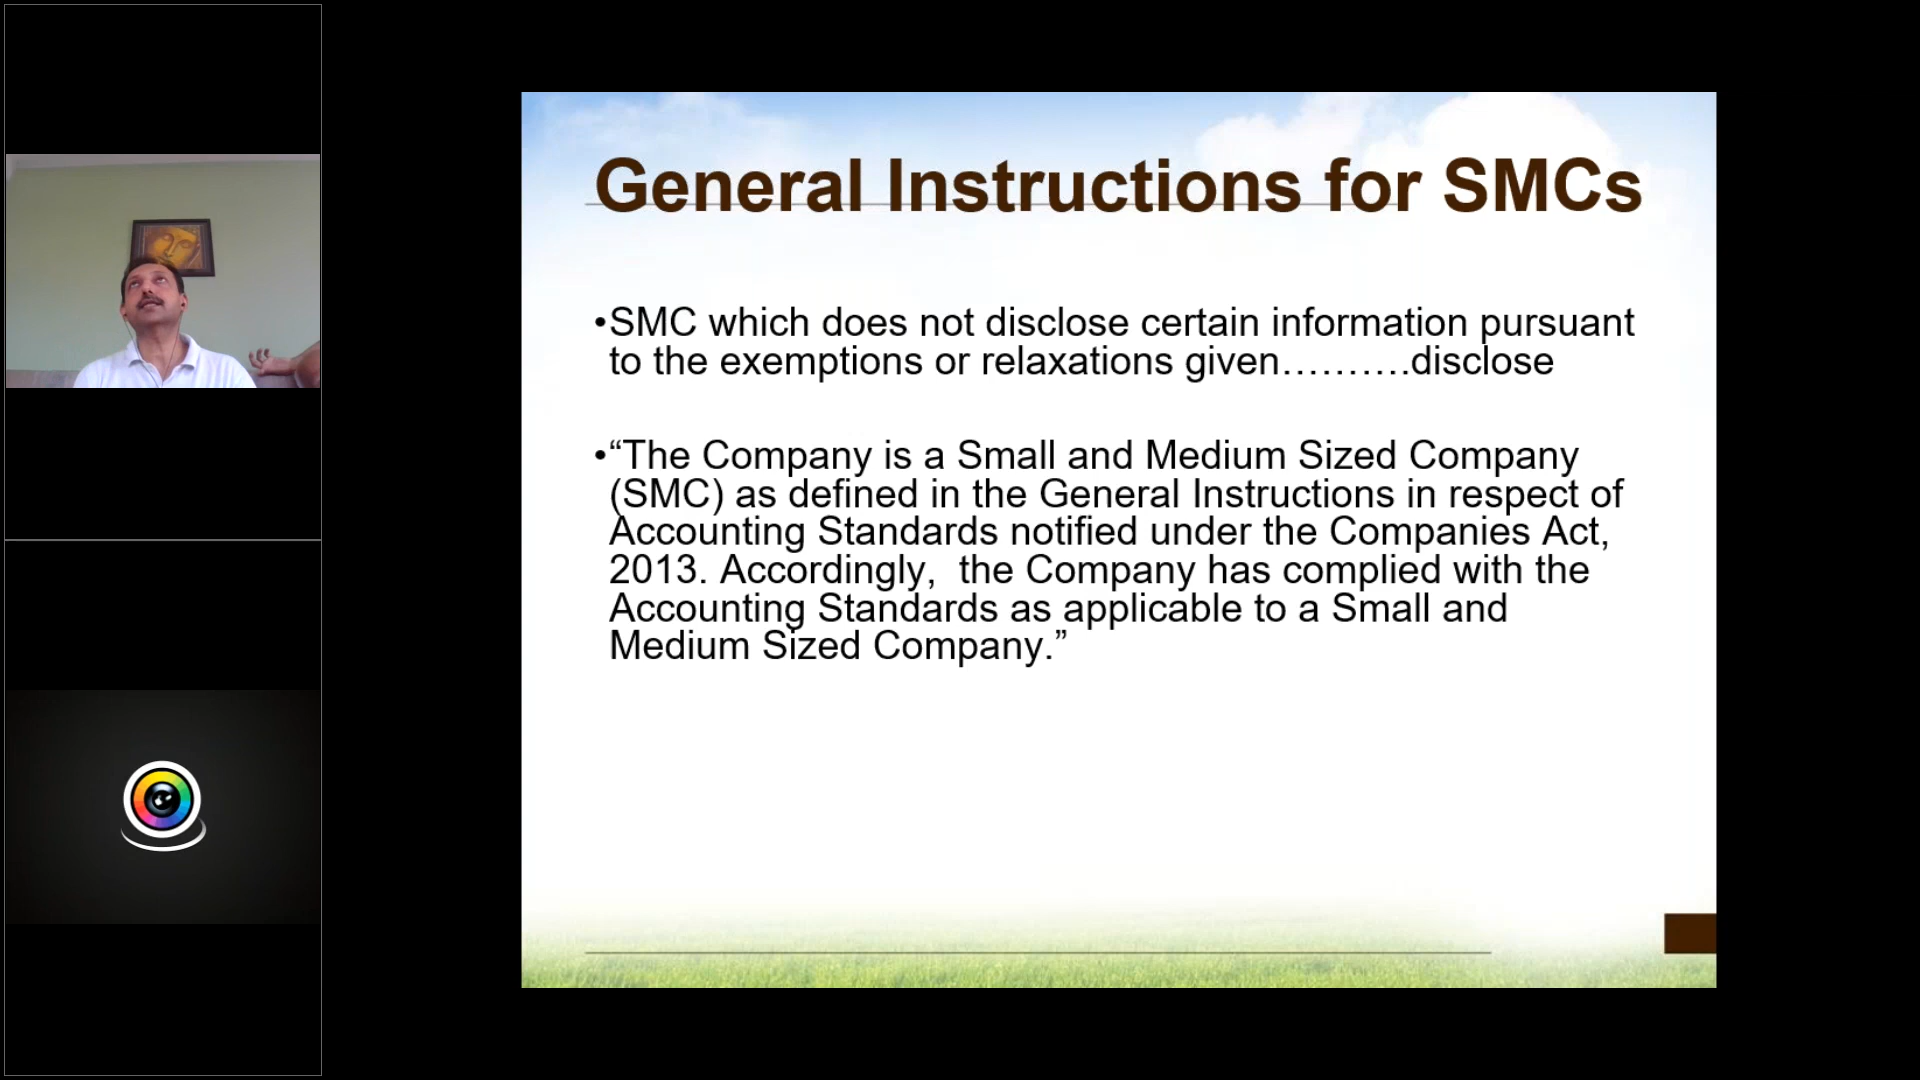 General Instructions for SMCs
•SMC which does not disclose certain information pursuant
to the exemptions or relaxations given……….disclose
•“The Company is a Small and Medium Sized Company
(SMC) as defined in the General Instructions in respect of
Accounting Standards notified under the Companies Act,
2013. Accordingly,  the Company has complied with the
Accounting Standards as applicable to a Small and
Medium Sized Company.”